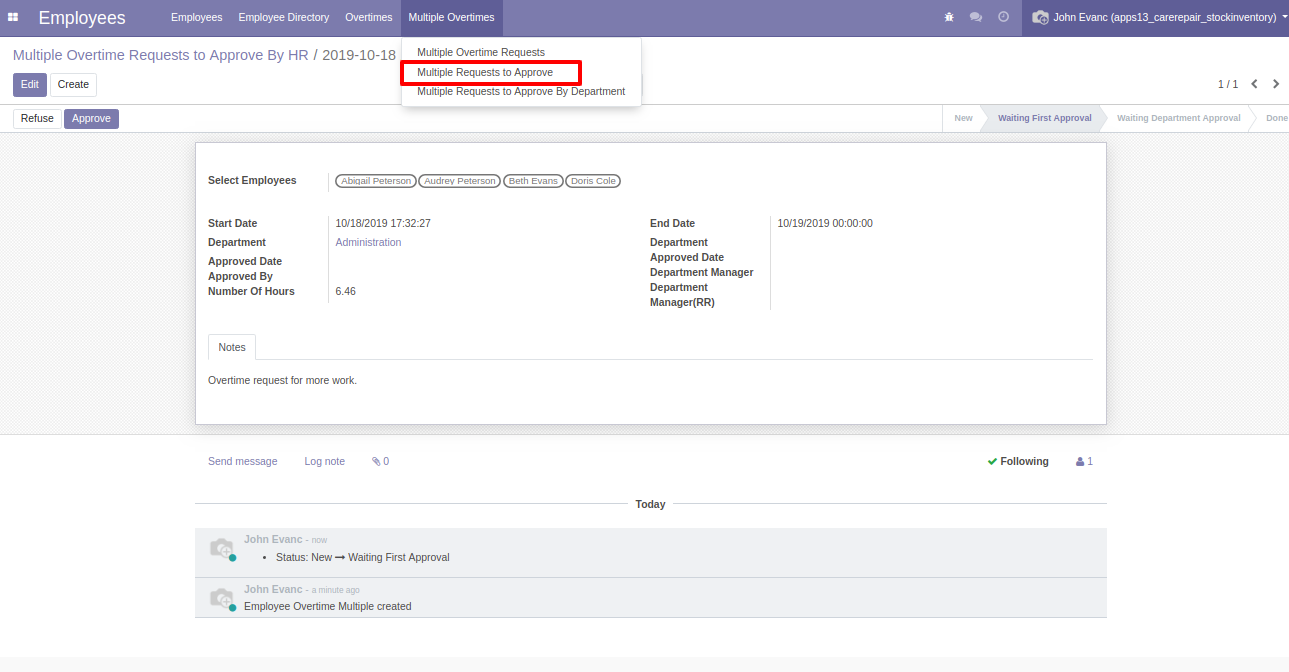 Employees Employees Employee Directory Overtimes Multiple Overtimes John Evanc (apps13_carerepair_stockinventory)
Multiple Overtime Requests to Approve By HR / 2019-10-18
Multiple Overtime Requests
Multiple Requests to Approve
Multiple Requests to Approve By Department
Edit Create 1 / 1
Refuse Approve New Waiting First Approval Waiting Department Approval Done
Select Employees Abigail Peterson Audrey Peterson Beth Evans Doris Cole
Start Date 10/18/2019 17:32:27
Department Administration
Approved Date
Approved By
Number Of Hours 6.46
End Date 10/19/2019 00:00:00
Department
Approved Date
Department Manager
Department
Manager(RR)
Notes
Overtime request for more work.
Send message Log note 0 Following 1
Today
John Evanc - now
• Status: New → Waiting First Approval
John Evanc - a minute ago
Employee Overtime Multiple created